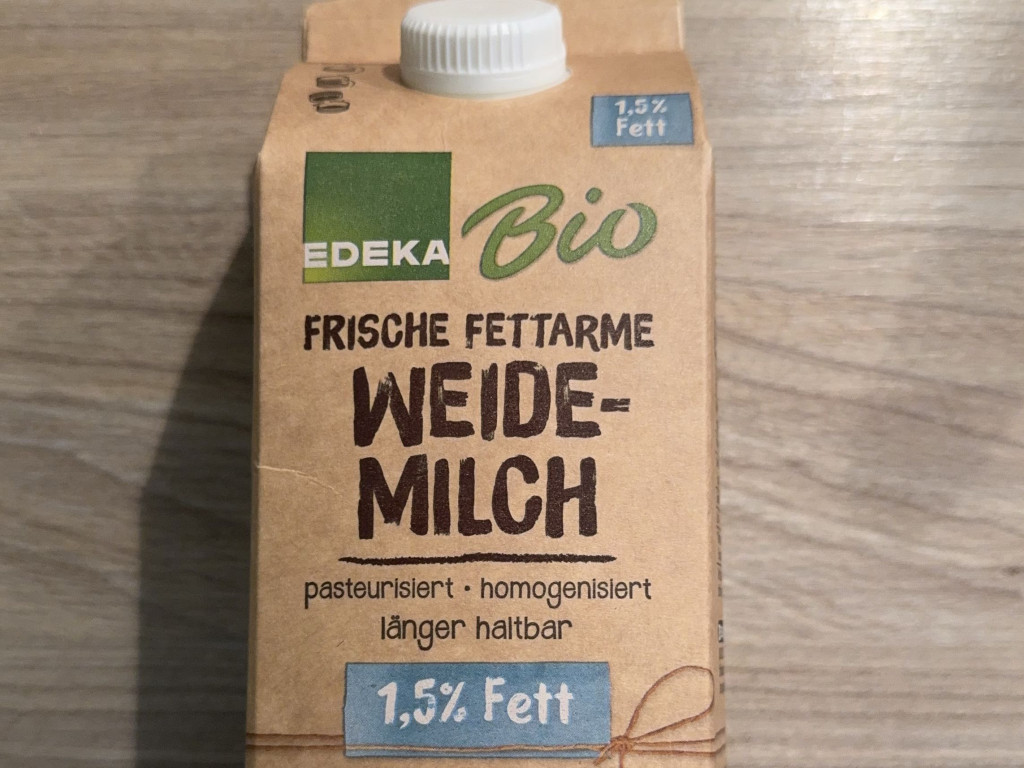 1,5%
Fett
EDEKA
Bio
FRISCHE FETTARME
WEIDE-
MILCH
pasteurisiert • homogenisiert
länger haltbar
1,5% Fett